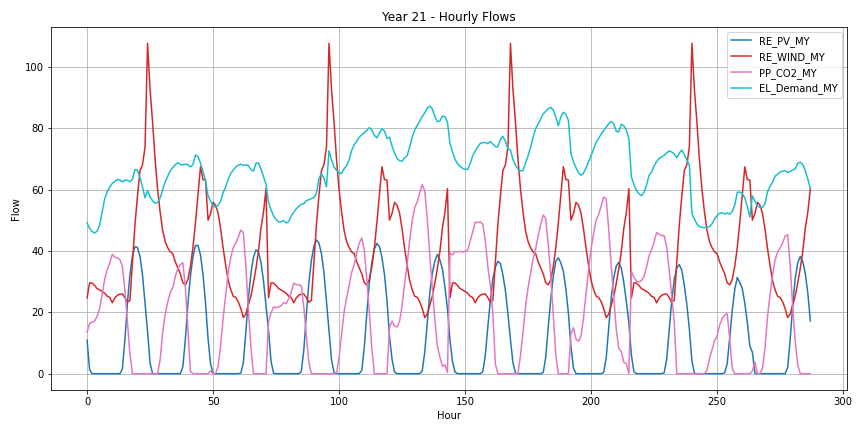 Year 21 - Hourly Flows
RE_PV_MY
RE_WIND_MY
PP_CO2_MY
EL_Demand_MY
Flow
100
80
60
40
20
0
0
50
100
150
200
250
300
Hour